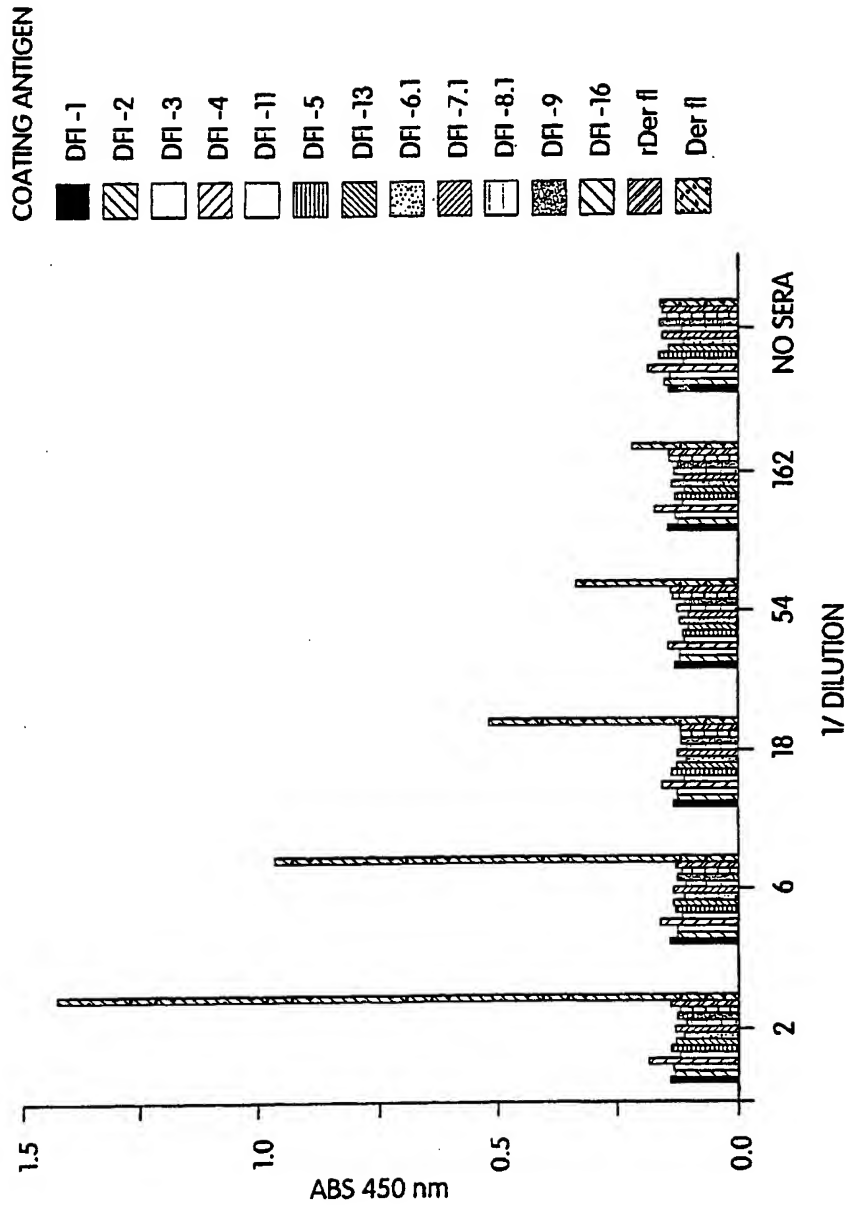 COATING ANTIGEN
DFI -1
DFI -2
DFI -3
DFI -4
DFI -11
DFI -5
DFI -13
DFI -6.1
DFI -7.1
DFI -8.1
DFI -9
DFI -16
rDer fI
Der fI
1.5
1.0
0.5
0.0
ABS 450 nm
2
6
18
54
162
NO SERA
1/ DILUTION